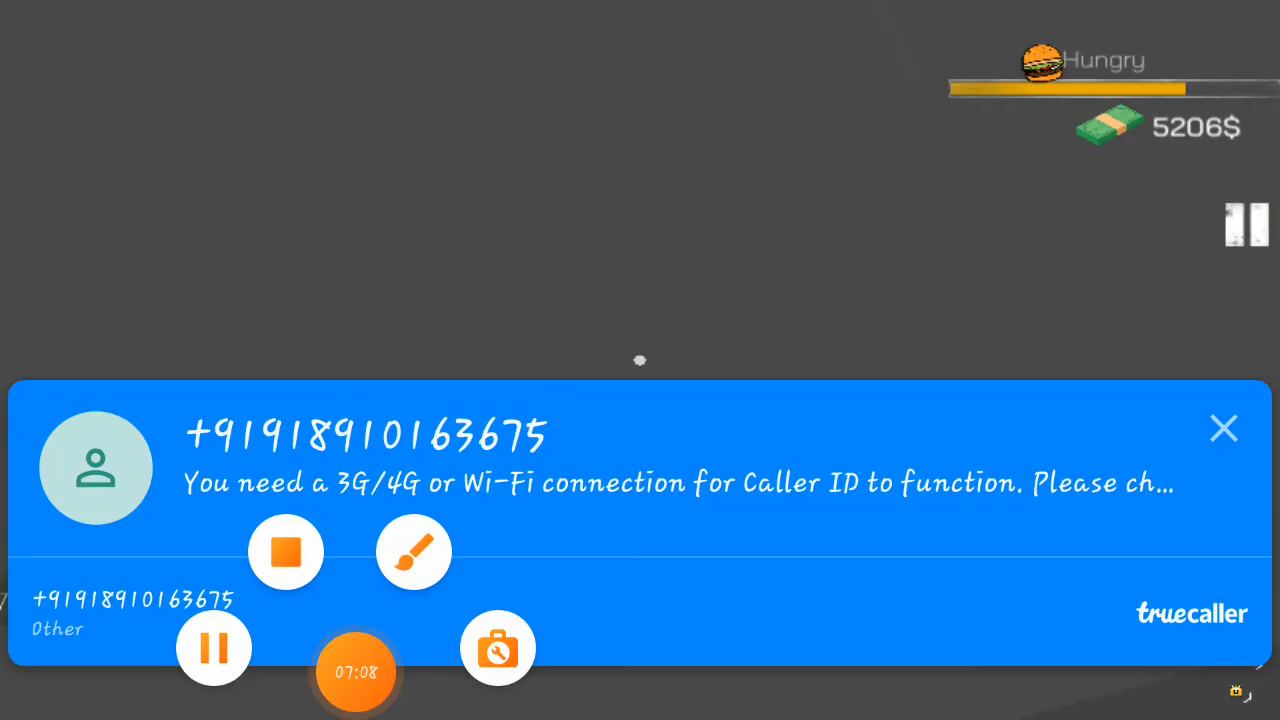 Hungry
5206$
+91918910163675
You need a 3G/4G or Wi-Fi connection for Caller ID to function. Please ch...
+91918910163675
Other
truecaller
07:08